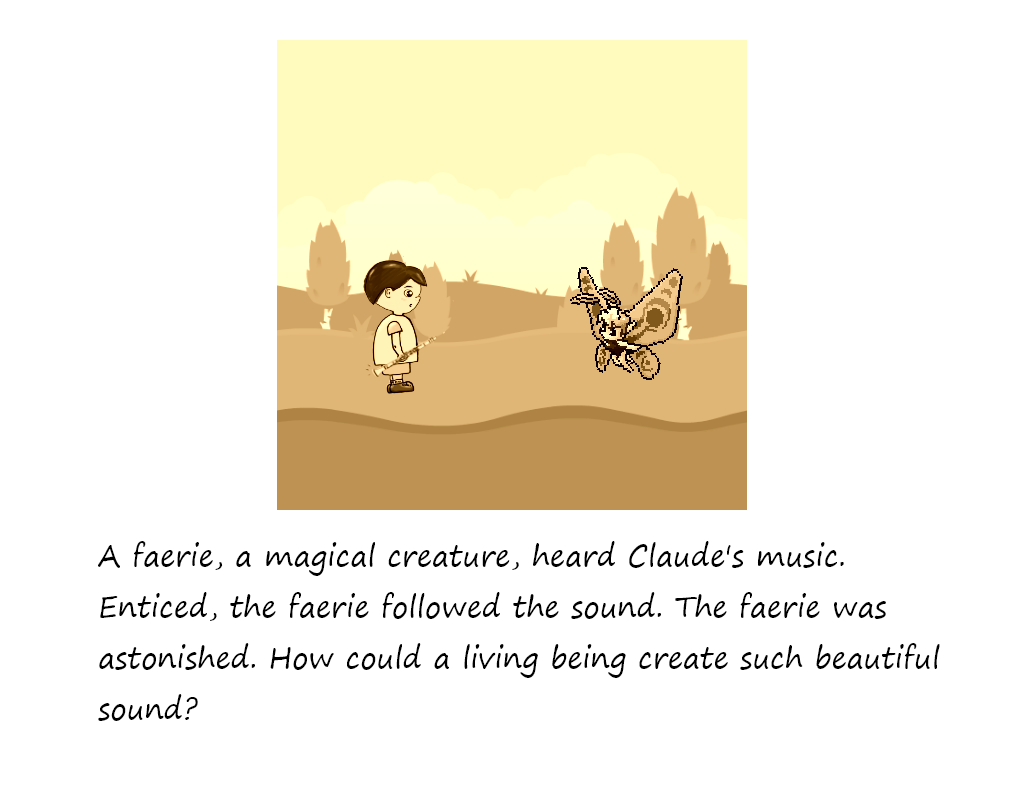 A faerie, a magical creature, heard Claude's music.
Enticed, the faerie followed the sound. The faerie was
astonished. How could a living being create such beautiful
sound?